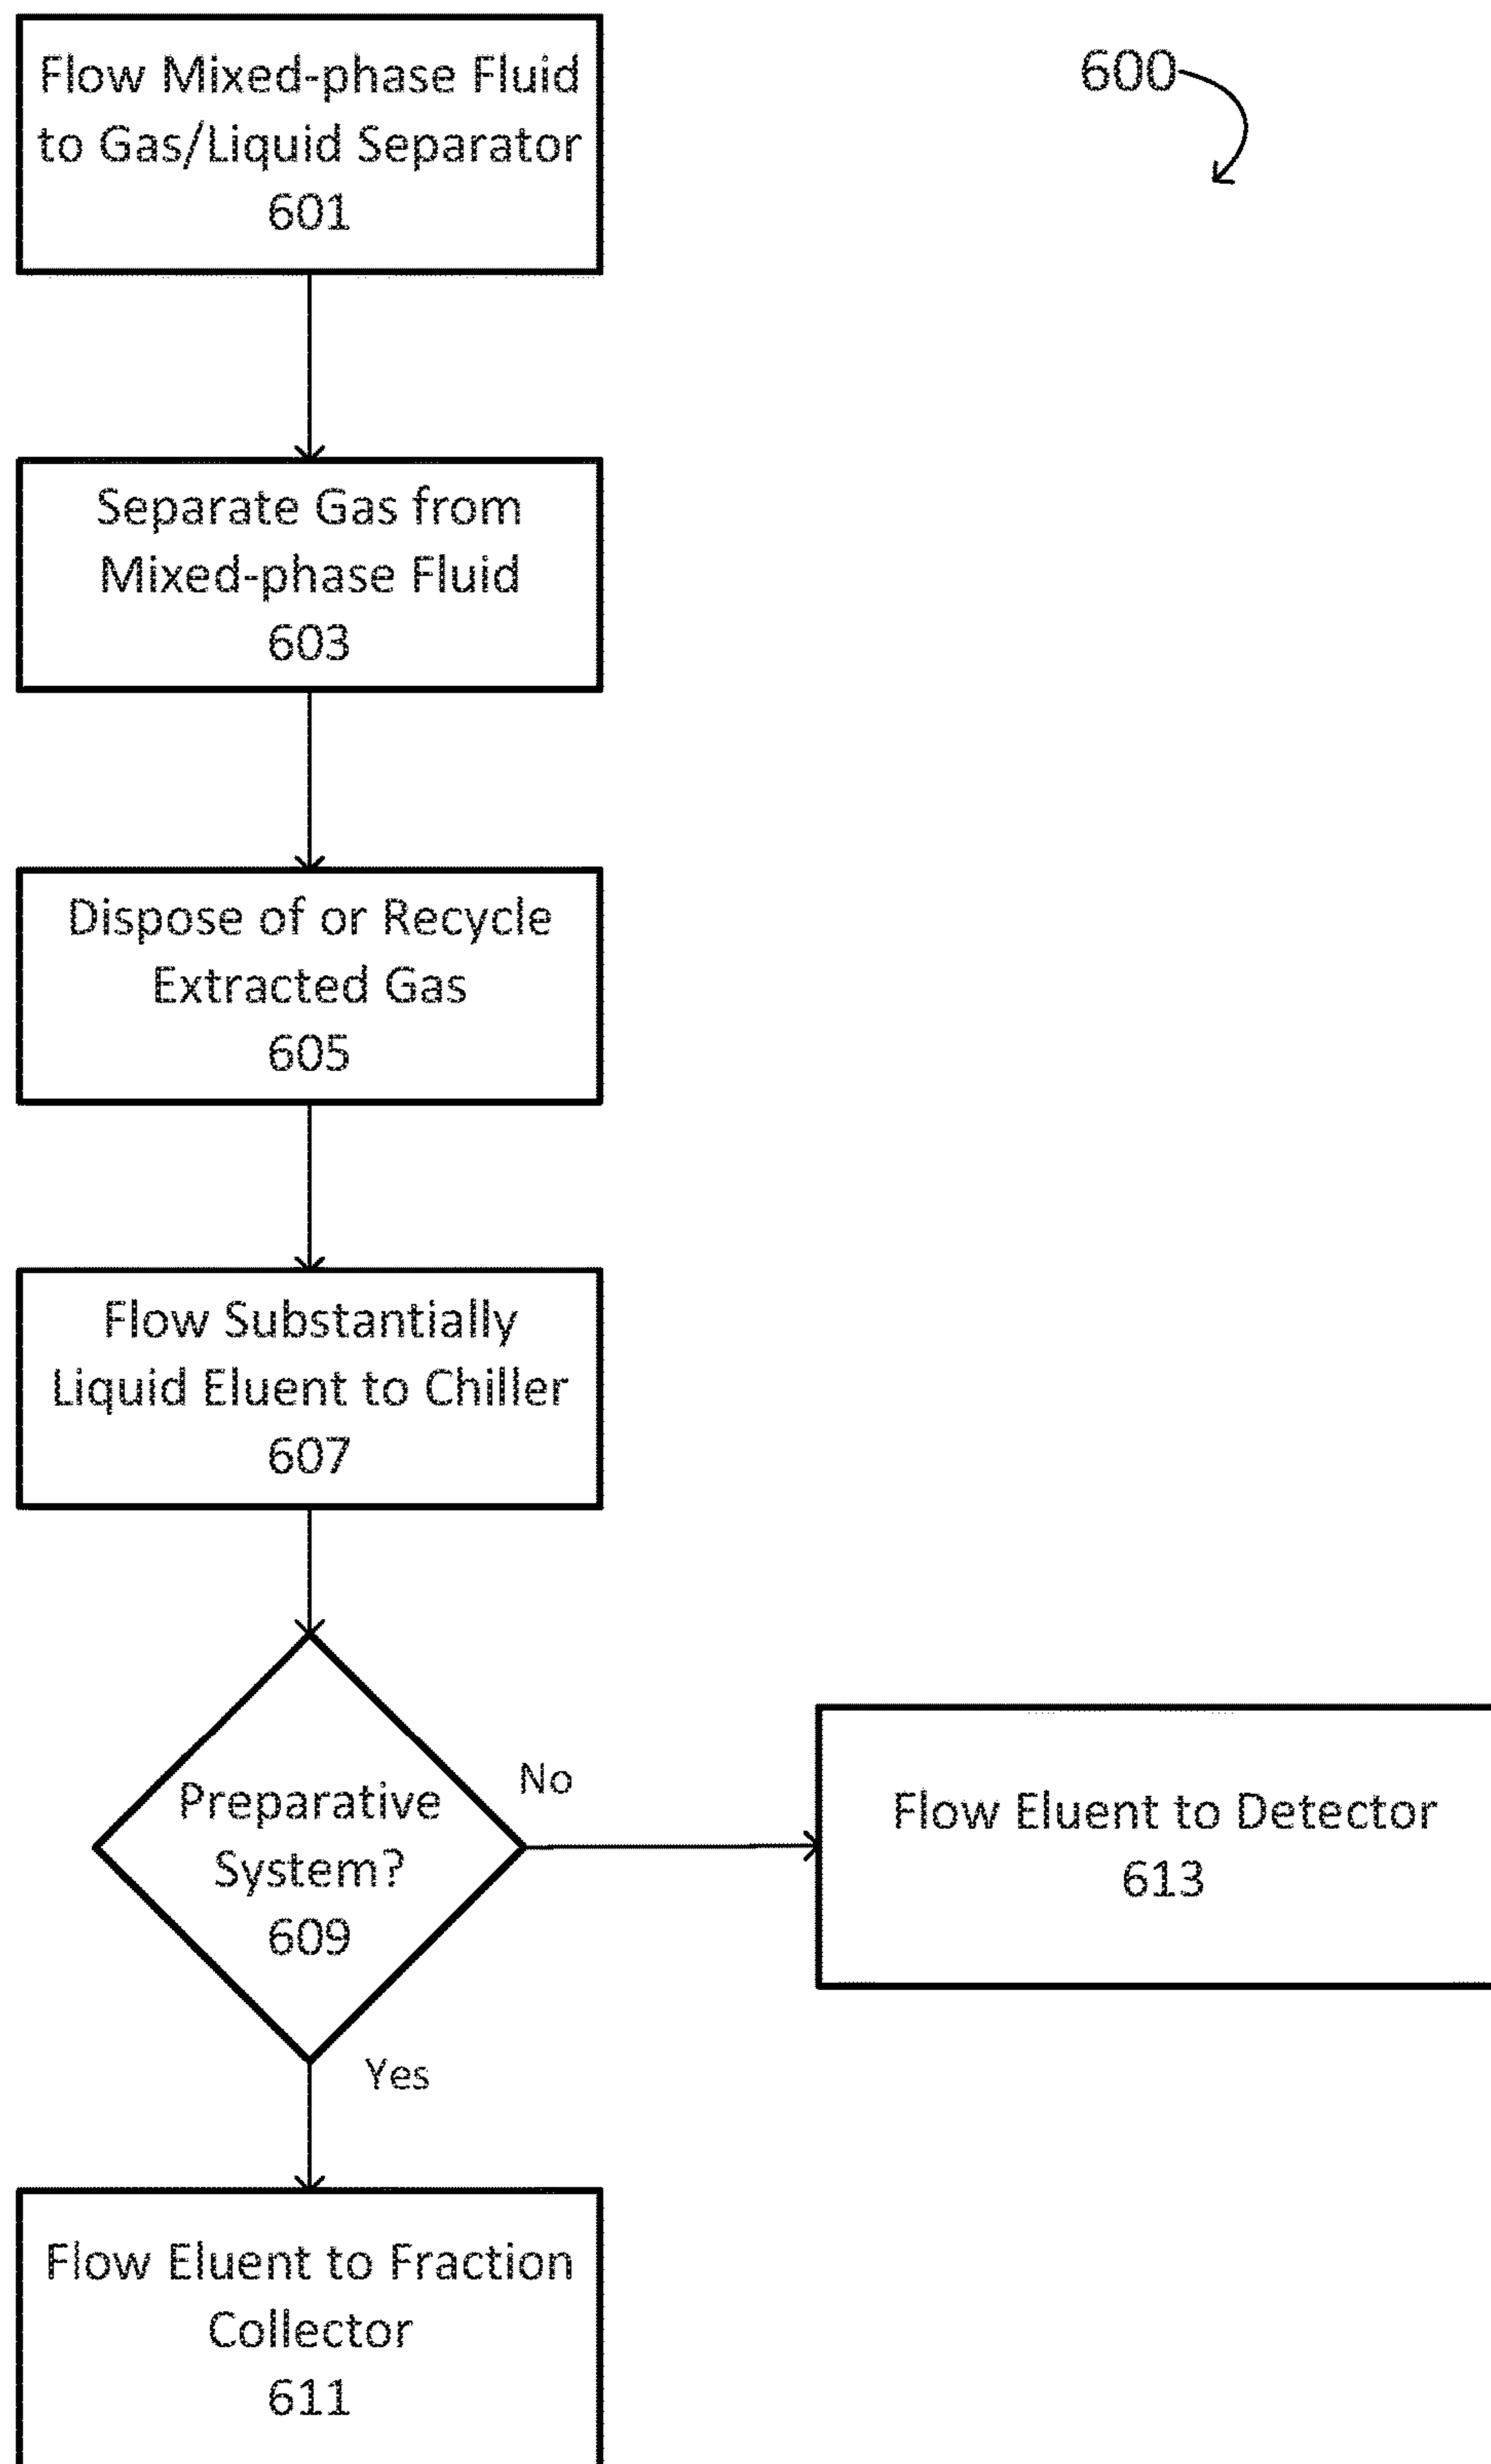 Flow Mixed-phase Fluid
to Gas/Liquid Separator
601
600
Separate Gas from
Mixed-phase Fluid
603
Dispose of or Recycle
Extracted Gas
605
Flow Substantially
Liquid Eluent to Chiller
607
Preparative
System?
609
No
Flow Eluent to Detector
613
Yes
Flow Eluent to Fraction
Collector
611